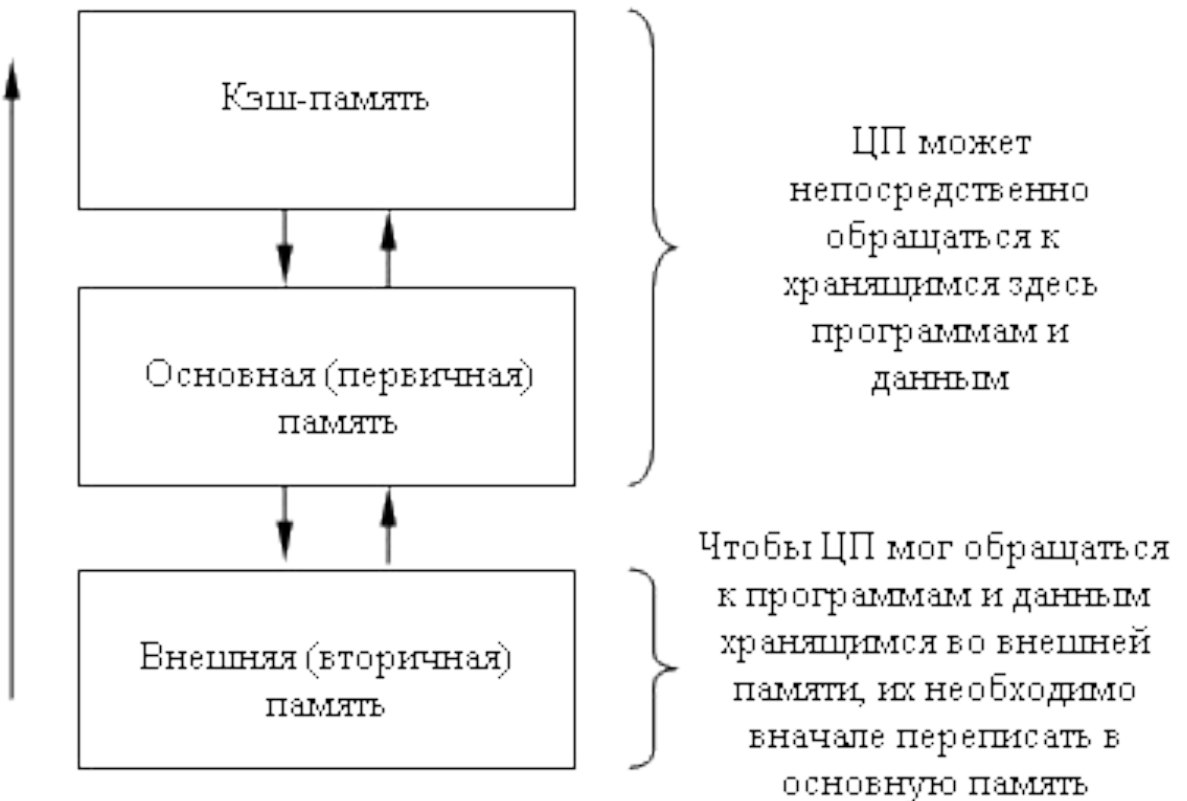 Кэш-память
ЦП может
непосредственно
обращаться к
хранящимся здесь
программам и
данным
Основная (первичная)
память
Чтобы ЦП мог обращаться
к программам и данным
хранящимся во внешней
памяти, их необходимо
вначале переписать в
основную память
Внешняя (вторичная)
память